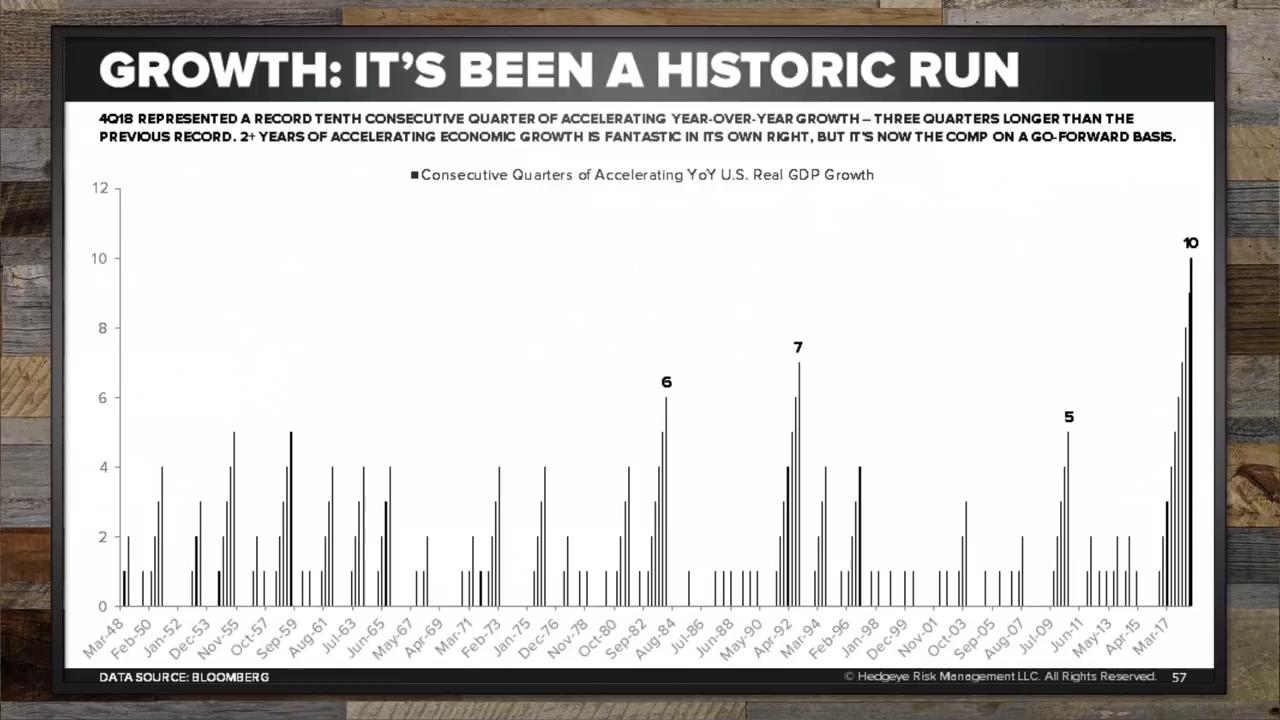 GROWTH: IT'S BEEN A HISTORIC RUN
4Q18 REPRESENTED A RECORD TENTH CONSECUTIVE QUARTER OF ACCELERATING YEAR-OVER-YEAR GROWTH – THREE QUARTERS LONGER THAN THE
PREVIOUS RECORD. 2+ YEARS OF ACCELERATING ECONOMIC GROWTH IS FANTASTIC IN ITS OWN RIGHT, BUT IT'S NOW THE COMP ON A GO-FORWARD BASIS.
Consecutive Quarters of Accelerating YoY U.S. Real GDP Growth
12
10
8
6
4
2
0
6
7
5
10
Mar-48 Feb-50 Jan-52 Dec-53 Nov-55 Oct-57 Sep-59 Aug-61 Jul-63 Jun-65 May-67 Apr-69 Mar-71 Feb-73 Jan-75 Dec-76 Nov-78 Oct-80 Sep-82 Aug-84 Jul-86 Jun-88 May-90 Apr-92 Mar-94 Feb-96 Jan-98 Dec-99 Nov-01 Oct-03 Sep-05 Aug-07 Jul-09 Jun-11 May-13 Apr-15 Mar-17
DATA SOURCE: BLOOMBERG
© Hedgeye Risk Management LLC. All Rights Reserved. 57